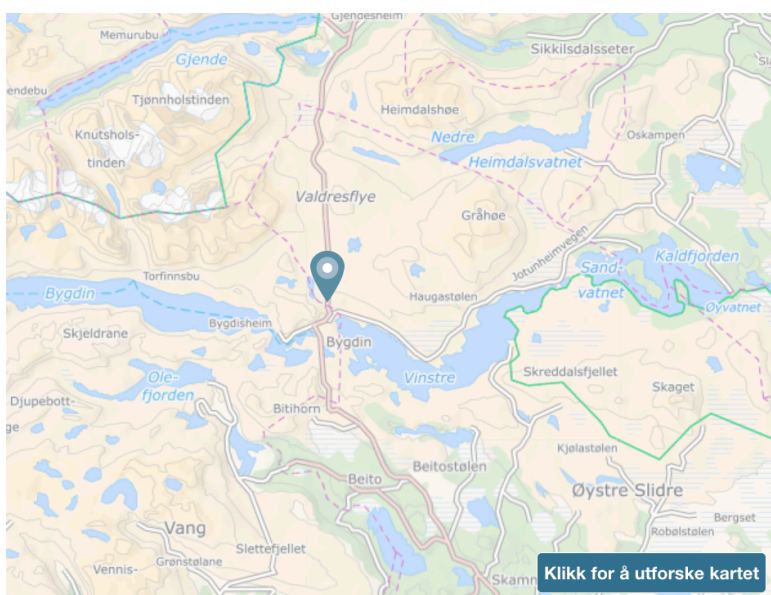 Gjendesheim
Memurubu
Sikkilsdalsseter
Gjende
Tjønnholstinden
Heimdalshøe
Knutshols-
tinden
Nedre
Heimdalsvatnet
Oskampen
Valdresflye
Gråhøe
Jotunheimvegen
Kaldfjorden
Sand-
vatnet
Torfinnsbu
Bygdin
Haugastølen
Øyvatnet
Bygdisheim
Skjeldrane
Bygdin
Vinstre
Skreddalsfjellet
Ole-
fjorden
Skaget
Djupebott-
Bitihorn
Kjølastølen
Beitostølen
Beito
Øystre Slidre
Bergset
Vang
Robølstølen
Slettefjellet
Grønstølane
Vennis-
Klikk for å utforske kartet